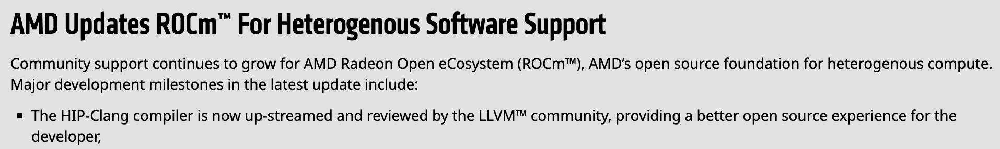 AMD Updates ROCm™ For Heterogenous Software Support
Community support continues to grow for AMD Radeon Open eCosystem (ROCm™), AMD’s open source foundation for heterogenous compute.
Major development milestones in the latest update include:
▪ The HIP-Clang compiler is now up-streamed and reviewed by the LLVM™ community, providing a better open source experience for the
developer,